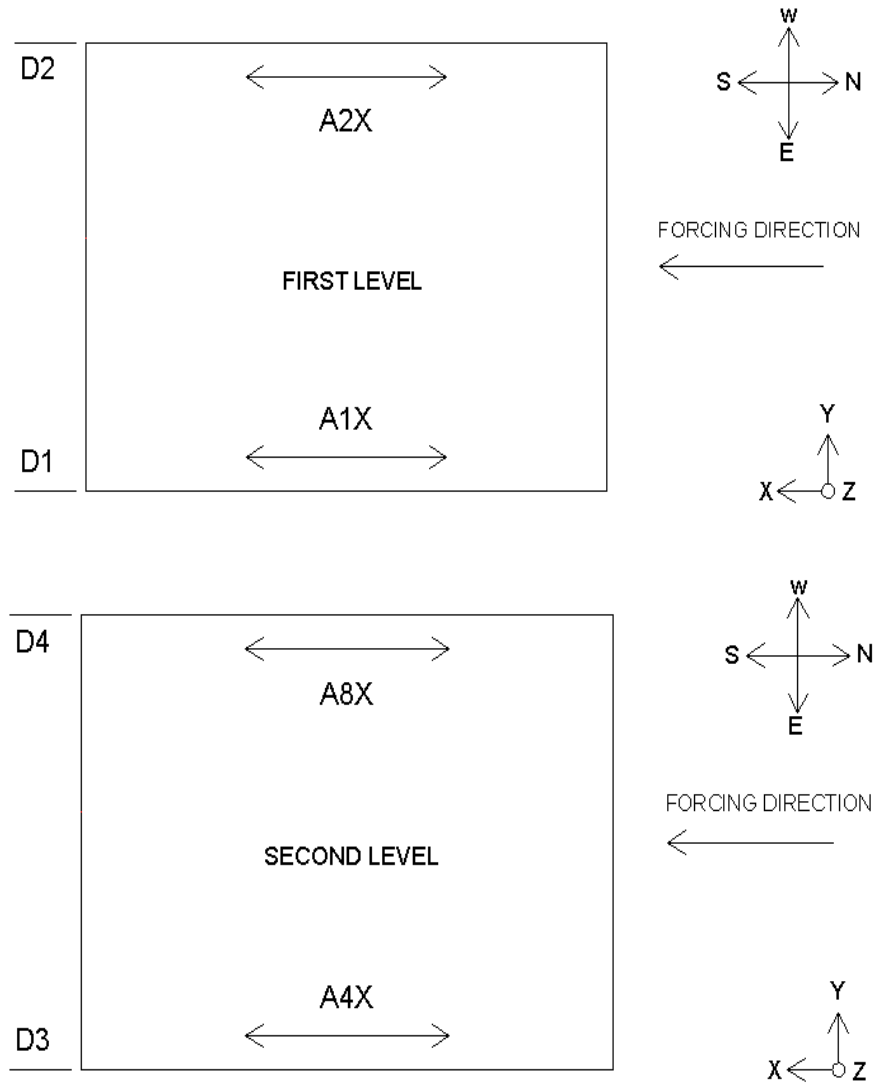 D2
A2X
W
S N
E
FORCING DIRECTION
FIRST LEVEL
A1X
D1
Y
X Z
D4
A8X
W
S N
E
FORCING DIRECTION
SECOND LEVEL
A4X
D3
Y
X Z